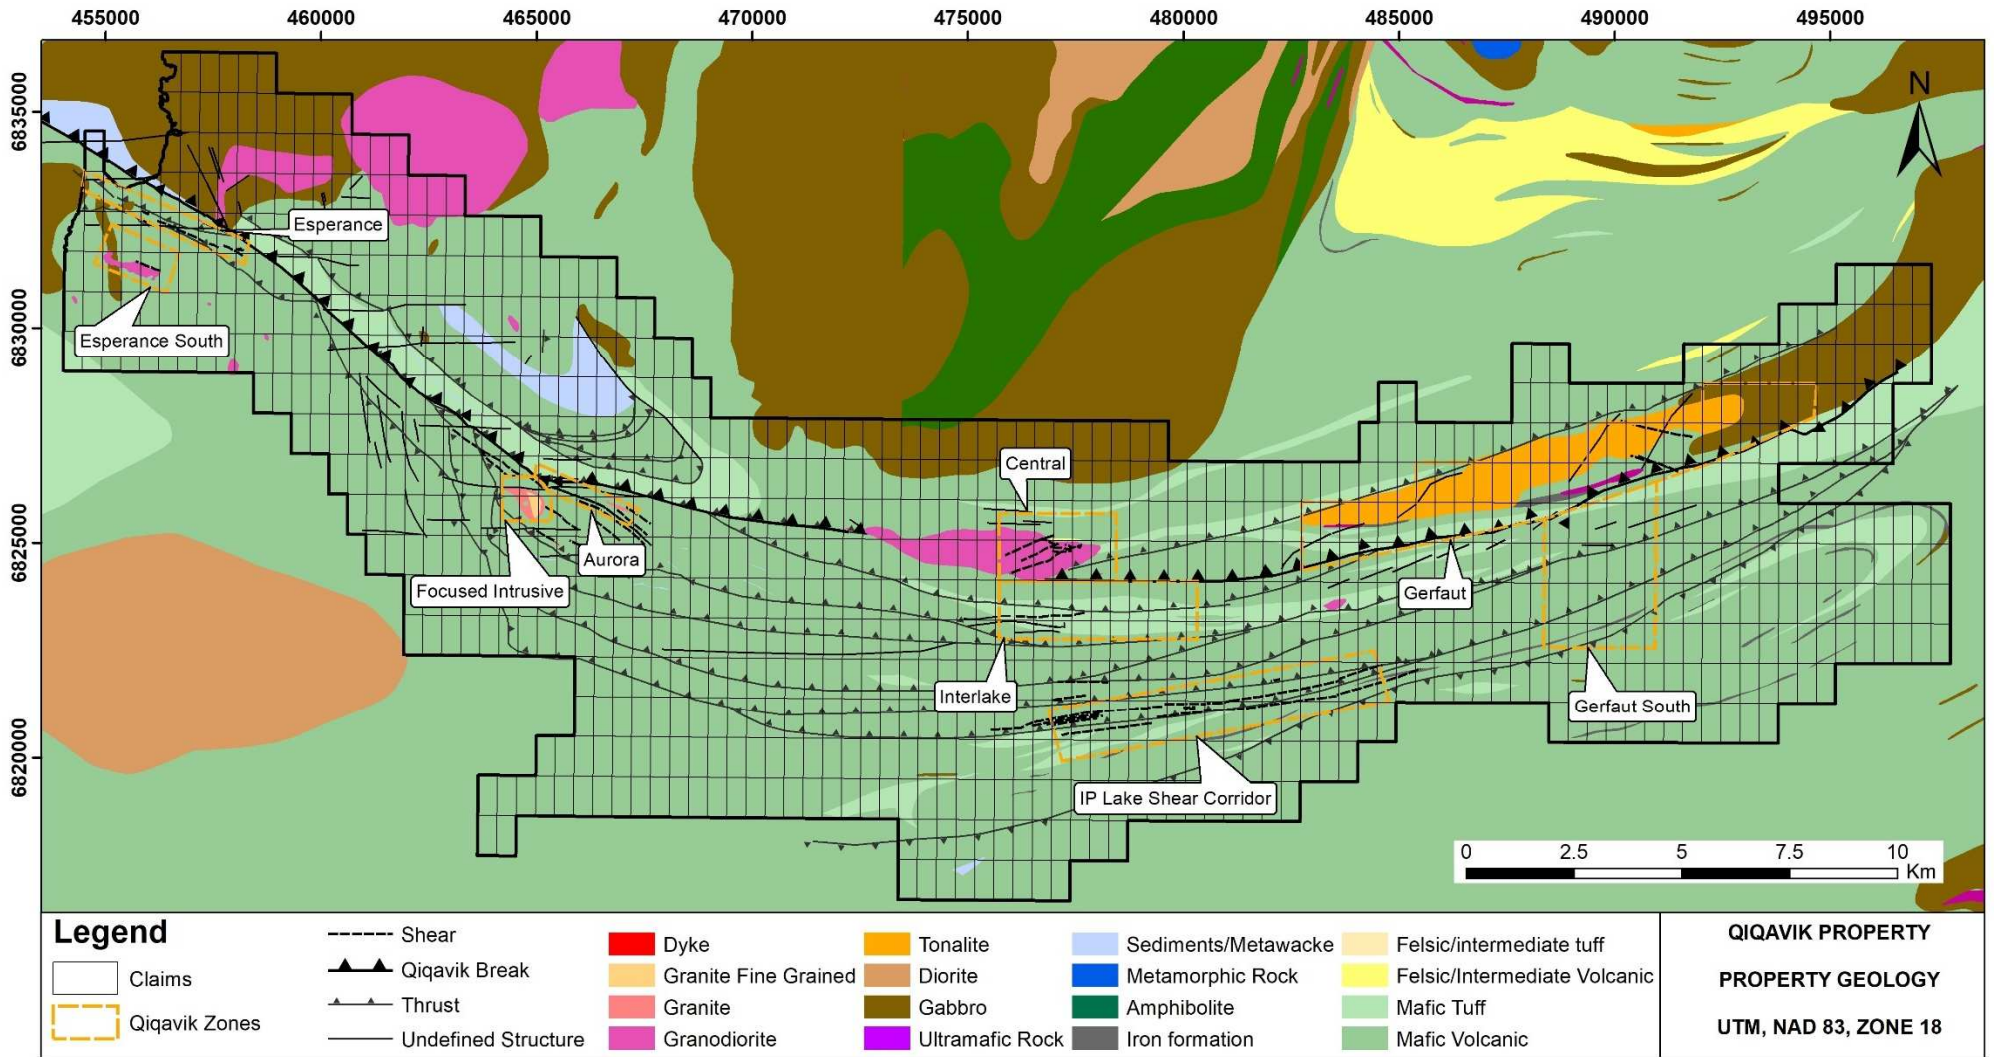 455000 460000 465000 470000 475000 480000 485000 490000 495000
6835000
6830000
6825000
6820000
N
Esperance
Esperance South
Central
Aurora
Focused Intrusive
Gerfaut
Interlake
Gerfaut South
IP Lake Shear Corridor
0 2.5 5 7.5 10
Km
Legend
Claims
Qiqavik Zones
Shear
Qiqavik Break
Thrust
Undefined Structure
Dyke
Granite Fine Grained
Granite
Granodiorite
Tonalite
Diorite
Gabbro
Ultramafic Rock
Sediments/Metawacke
Metamorphic Rock
Amphibolite
Iron formation
Felsic/intermediate tuff
Felsic/Intermediate Volcanic
Mafic Tuff
Mafic Volcanic
QIQAVIK PROPERTY
PROPERTY GEOLOGY
UTM, NAD 83, ZONE 18